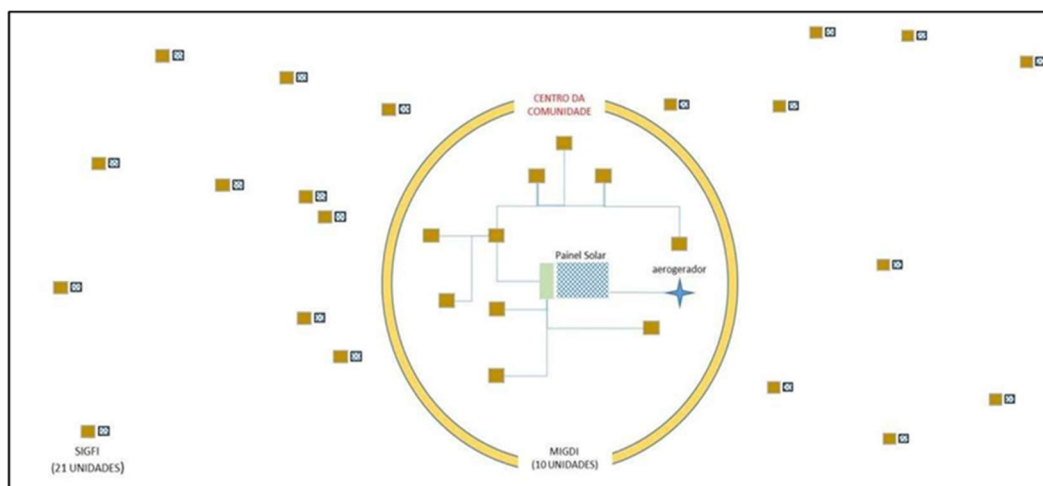 CENTRO DA
COMUNIDADE
Painel Solar
aerogerador
SIGFI
(21 UNIDADES)
MIGDI
(10 UNIDADES)